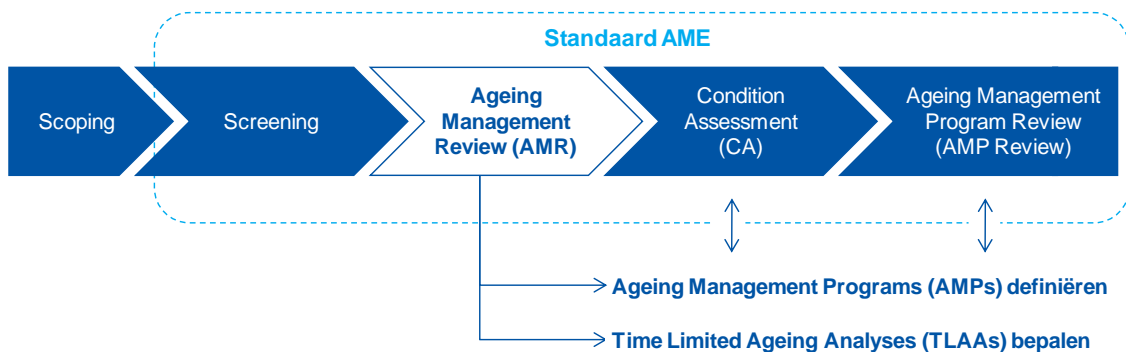 Standaard AME
Scoping
Screening
Ageing
Management
Review (AMR)
Condition
Assessment
(CA)
Ageing Management
Program Review
(AMP Review)
Ageing Management Programs (AMPs) definiëren
Time Limited Ageing Analyses (TLAAs) bepalen